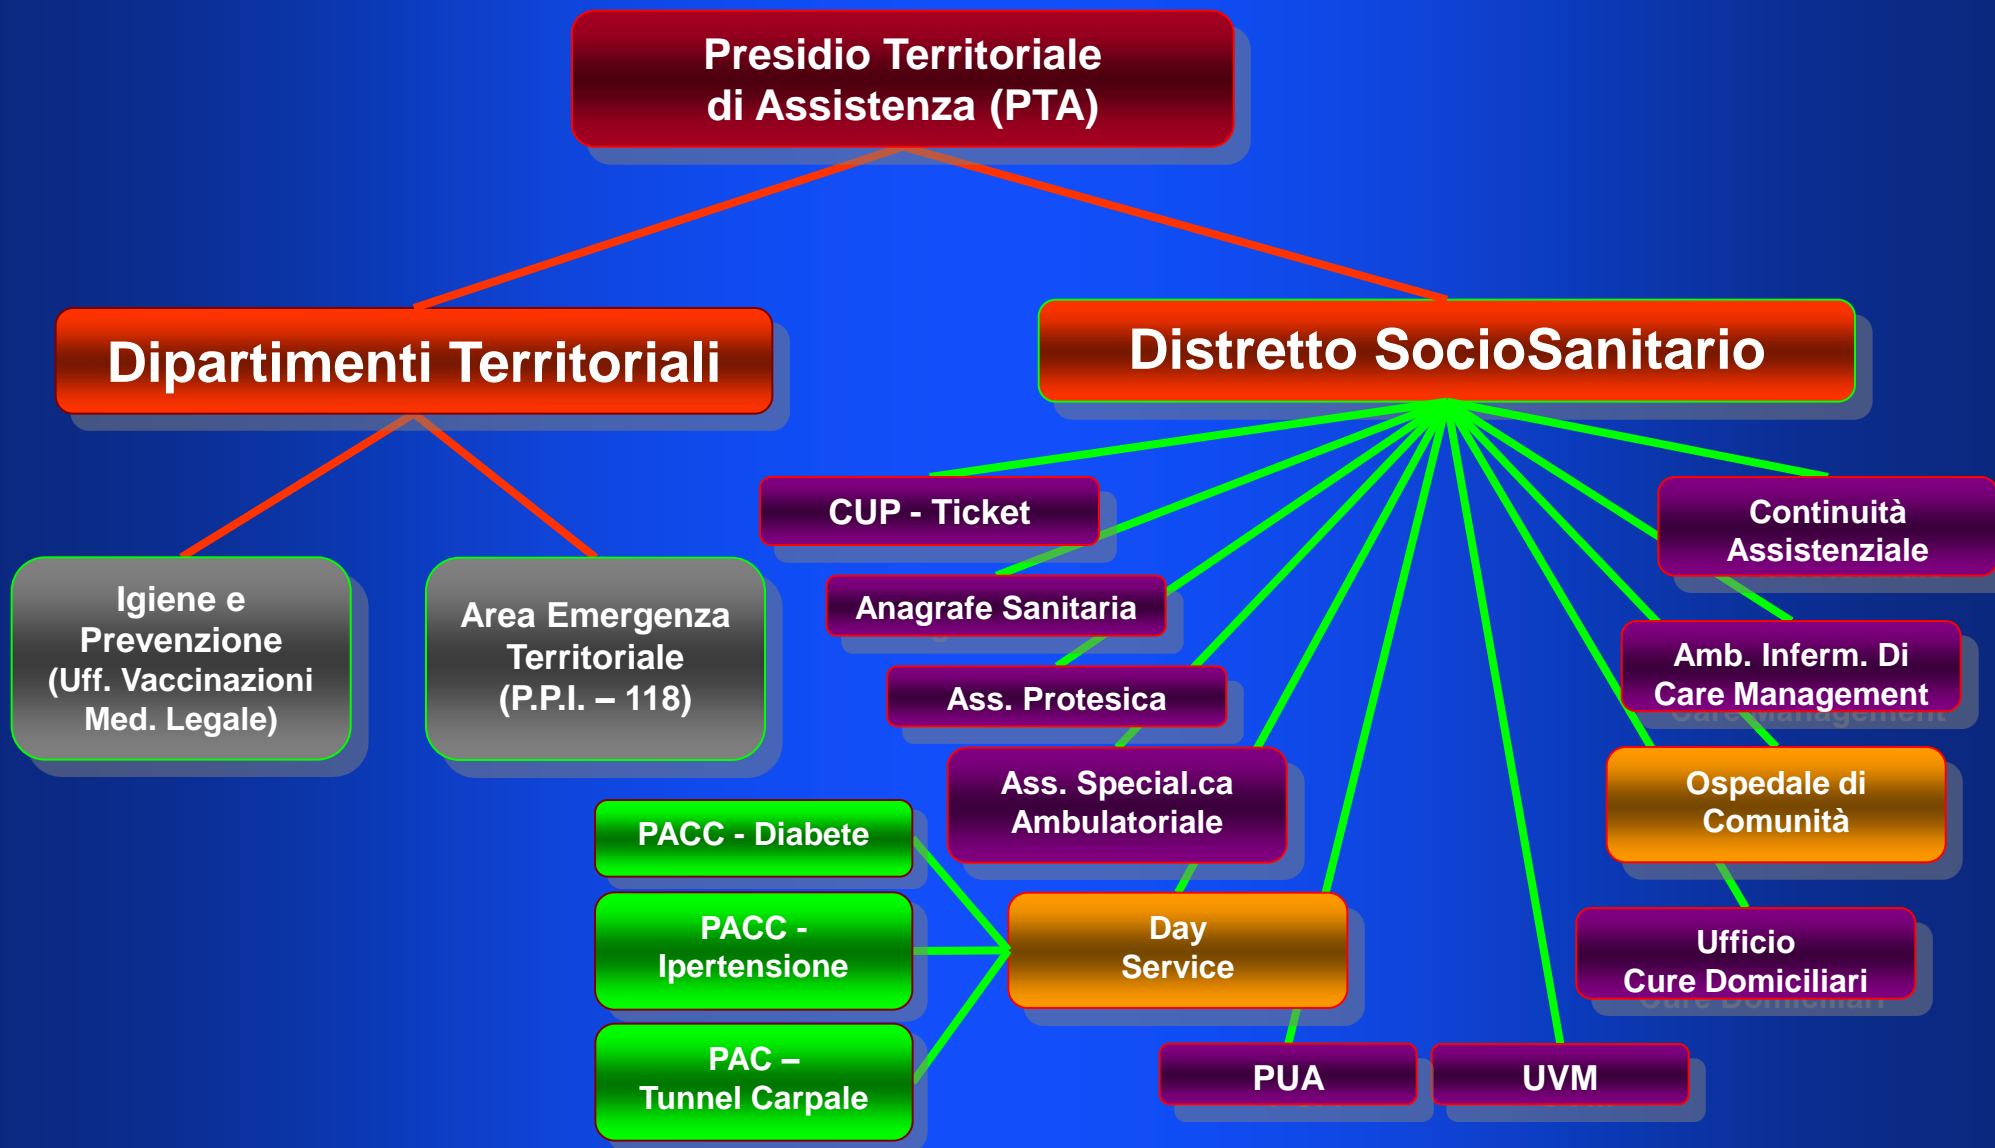 Presidio Territoriale
di Assistenza (PTA)
Dipartimenti Territoriali
Distretto SocioSanitario
Igiene e
Prevenzione
(Uff. Vaccinazioni
Med. Legale)
Area Emergenza
Territoriale
(P.P.I. – 118)
CUP - Ticket
Anagrafe Sanitaria
Ass. Protesica
Ass. Special.ca
Ambulatoriale
Day
Service
PACC - Diabete
PACC -
Ipertensione
PAC –
Tunnel Carpale
PUA
UVM
Continuità
Assistenziale
Amb. Inferm. Di
Care Management
Ospedale di
Comunità
Ufficio
Cure Domiciliari